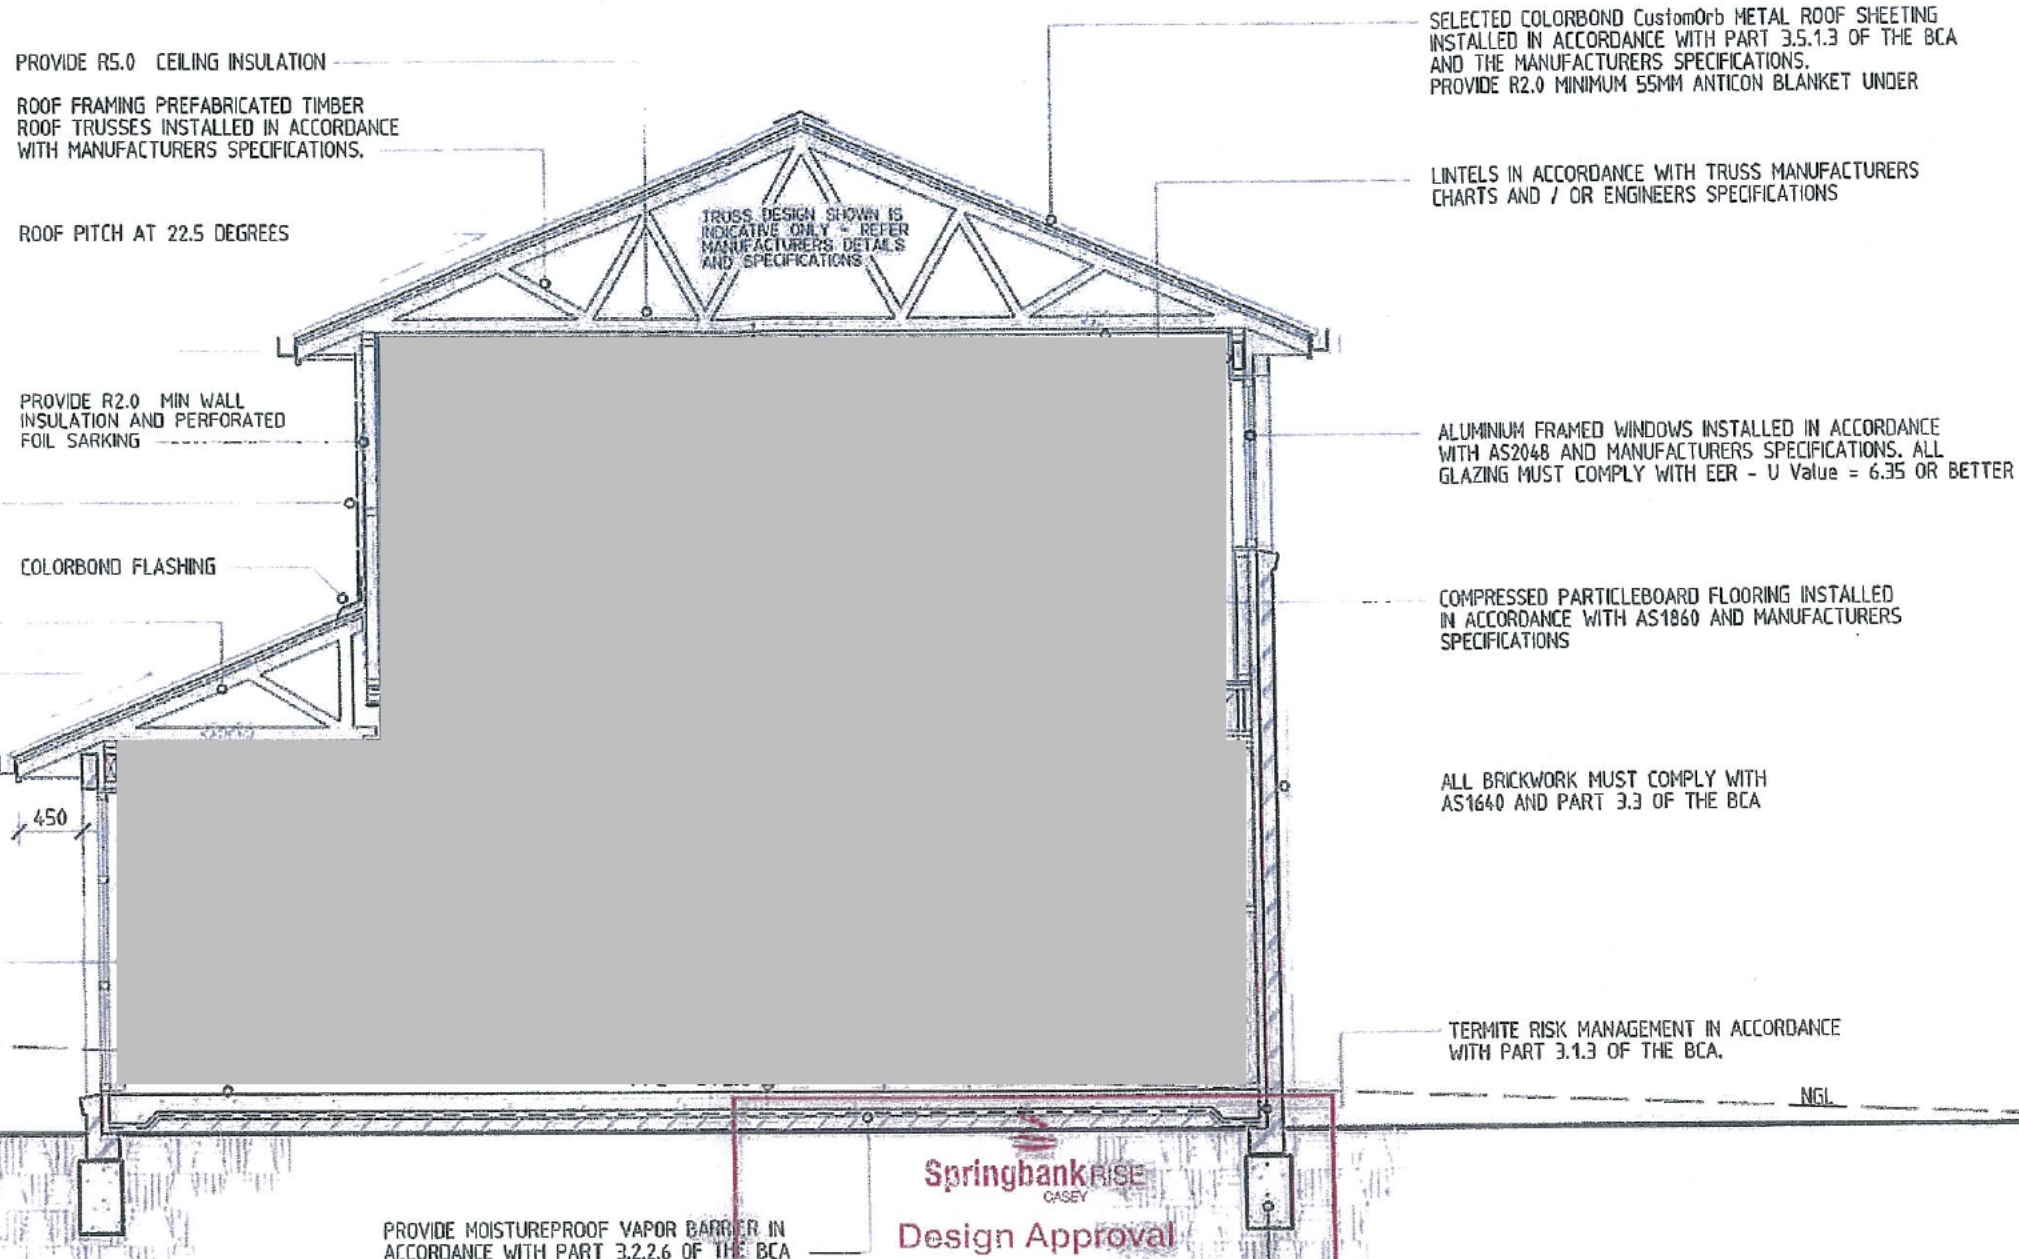 PROVIDE R5.0 CEILING INSULATION
ROOF FRAMING PREFABRICATED TIMBER
ROOF TRUSSES INSTALLED IN ACCORDANCE
WITH MANUFACTURERS SPECIFICATIONS.
ROOF PITCH AT 22.5 DEGREES
PROVIDE R2.0 MIN WALL
INSULATION AND PERFORATED
FOIL SARKING
COLORBOND FLASHING
450
TRUSS DESIGN SHOWN IS
INDICATIVE ONLY - REFER
MANUFACTURERS DETAILS
AND SPECIFICATIONS
SELECTED COLORBOND CustomOrb METAL ROOF SHEETING
INSTALLED IN ACCORDANCE WITH PART 3.5.1.3 OF THE BCA
AND THE MANUFACTURERS SPECIFICATIONS.
PROVIDE R2.0 MINIMUM 55MM ANTICON BLANKET UNDER
LINTELS IN ACCORDANCE WITH TRUSS MANUFACTURERS
CHARTS AND / OR ENGINEERS SPECIFICATIONS
ALUMINIUM FRAMED WINDOWS INSTALLED IN ACCORDANCE
WITH AS2048 AND MANUFACTURERS SPECIFICATIONS. ALL
GLAZING MUST COMPLY WITH EER - U Value = 6.35 OR BETTER
COMPRESSED PARTICLEBOARD FLOORING INSTALLED
IN ACCORDANCE WITH AS1860 AND MANUFACTURERS
SPECIFICATIONS
ALL BRICKWORK MUST COMPLY WITH
AS1640 AND PART 3.3 OF THE BCA
TERMITE RISK MANAGEMENT IN ACCORDANCE
WITH PART 3.1.3 OF THE BCA.
NGL
SpringbankRISE
CASEY
Design Approval
PROVIDE MOISTUREPROOF VAPOR BARRIER IN
ACCORDANCE WITH PART 3.2.2.6 OF THE BCA